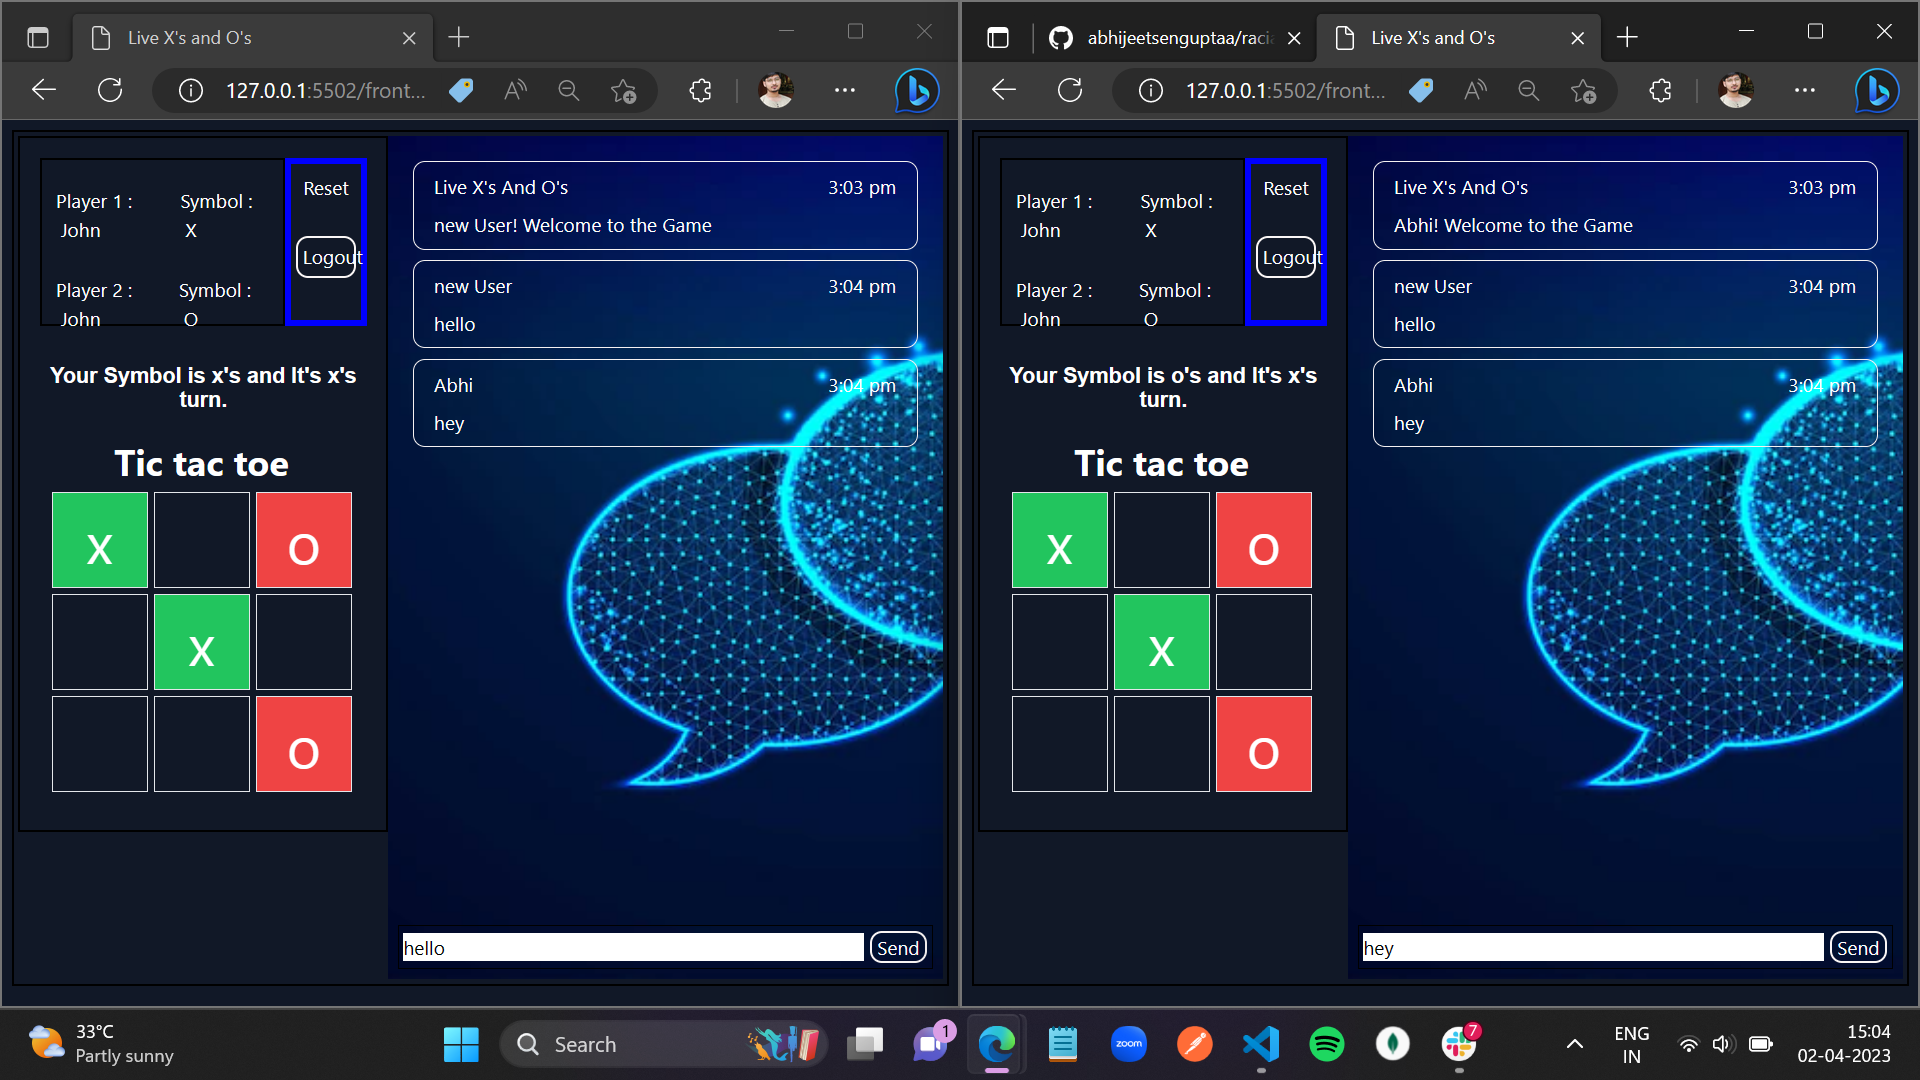 Live X's and O's
127.0.0.1:5502/front...
Player 1 :
John
Symbol :
X
Player 2 :
John
Symbol :
O
Reset
Logout
Your Symbol is x's and It's x's
turn.
Tic tac toe
X O
X
O
Live X's And O's 3:03 pm
new User! Welcome to the Game
new User 3:04 pm
hello
Abhi 3:04 pm
hey
hello Send
abhijeetsenguptaa/racia
Live X's and O's
127.0.0.1:5502/front...
Player 1 :
John
Symbol :
X
Player 2 :
John
Symbol :
O
Reset
Logout
Your Symbol is o's and It's x's
turn.
Tic tac toe
X O
X
O
Live X's And O's 3:03 pm
Abhi! Welcome to the Game
new User 3:04 pm
hello
Abhi 3:04 pm
hey
hey Send
33°C
Partly sunny
Search
1
zoom
7
ENG
IN
15:04
02-04-2023